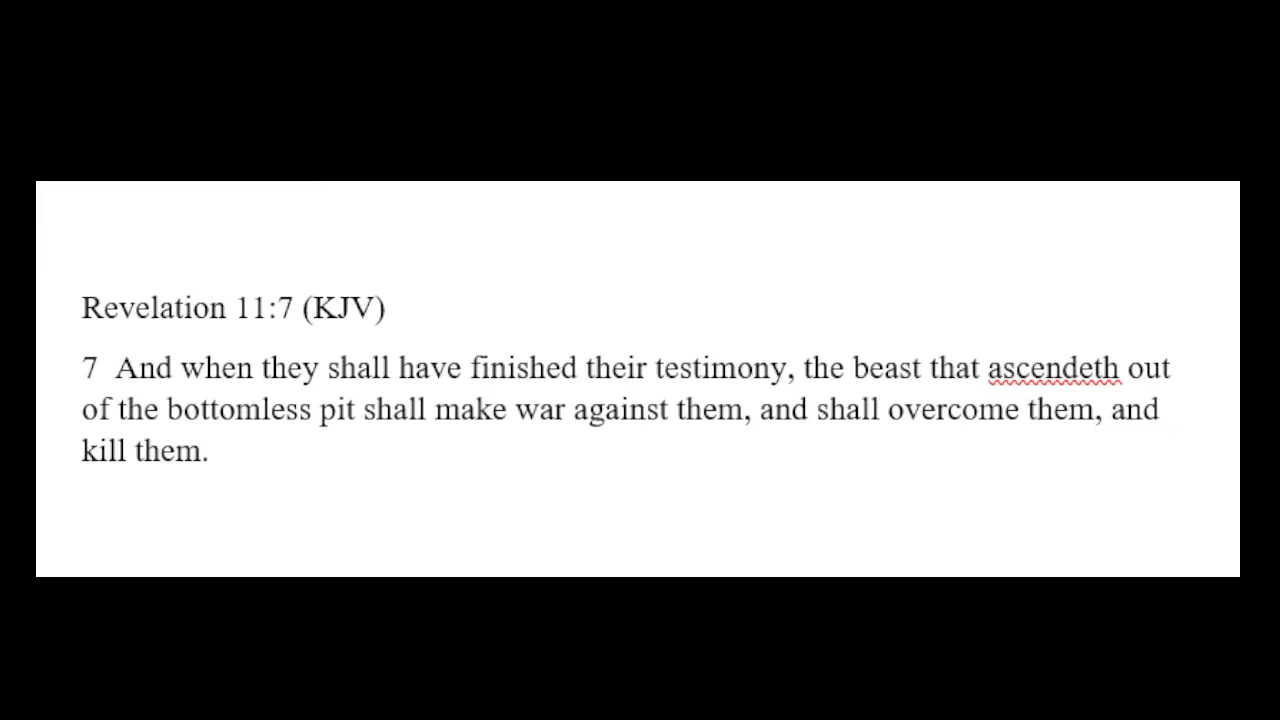 Revelation 11:7 (KJV)
7 And when they shall have finished their testimony, the beast that ascendeth out
of the bottomless pit shall make war against them, and shall overcome them, and
kill them.